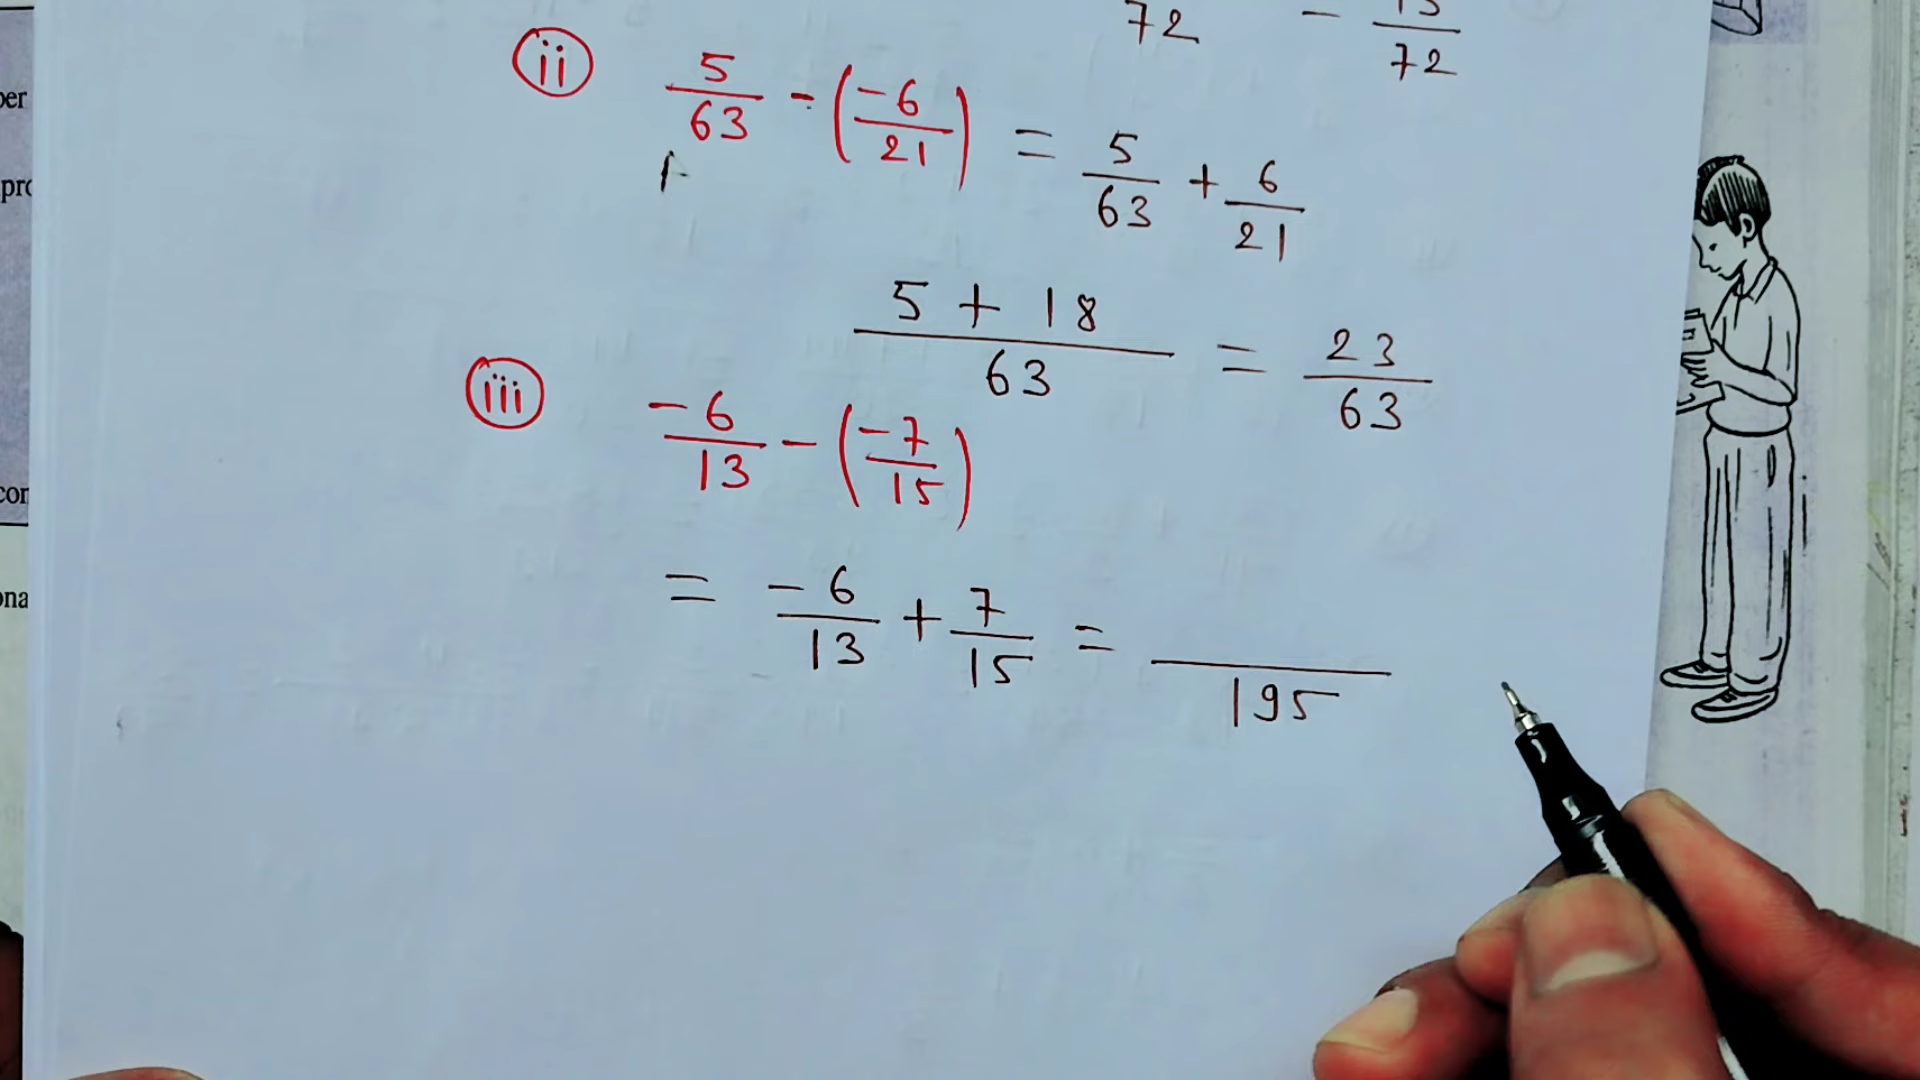 72 - 15/72
ii 5/63 - (-6/21) = 5/63 + 6/21
5 + 18/63 = 23/63
iii -6/13 - (-7/15)
= -6/13 + 7/15 = /195